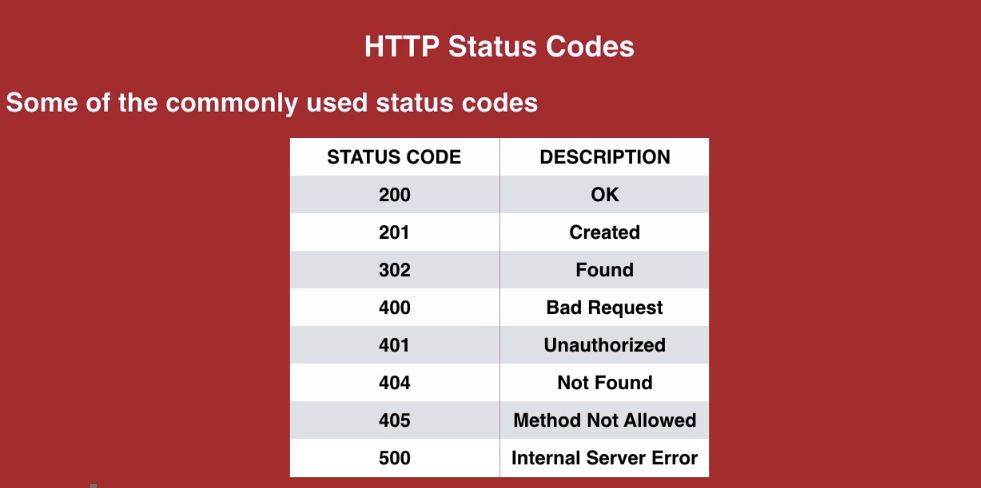 HTTP Status Codes
Some of the commonly used status codes
STATUS CODE DESCRIPTION
200 OK
201 Created
302 Found
400 Bad Request
401 Unauthorized
404 Not Found
405 Method Not Allowed
500 Internal Server Error